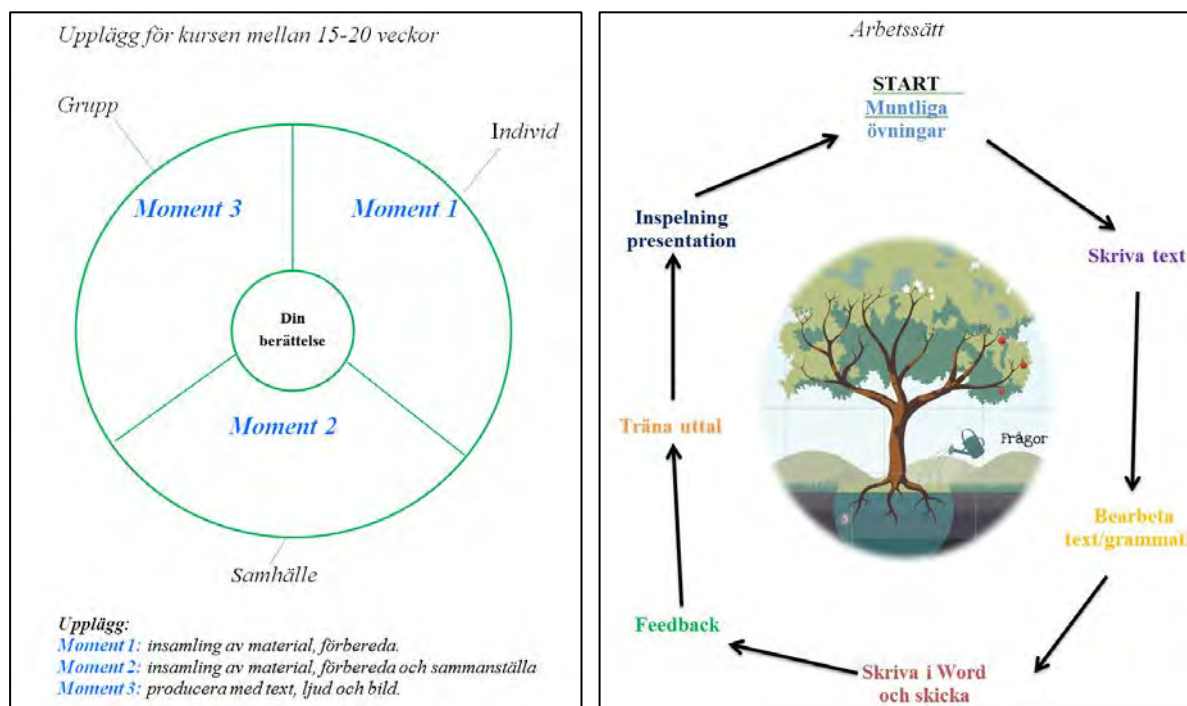 Upplägg för kursen mellan 15-20 veckor
Grupp
Individ
Moment 3
Moment 1
Din
berättelse
Moment 2
Samhälle
Upplägg:
Moment 1: insamling av material, förbereda.
Moment 2: insamling av material, förbereda och sammanställa
Moment 3: producera med text, ljud och bild.
Arbetssätt
START
Muntliga
övningar
Skriva text
Bearbeta
text/grammati
Skriva i Word
och skicka
Feedback
Träna uttal
Inspelning
presentation
Frågor